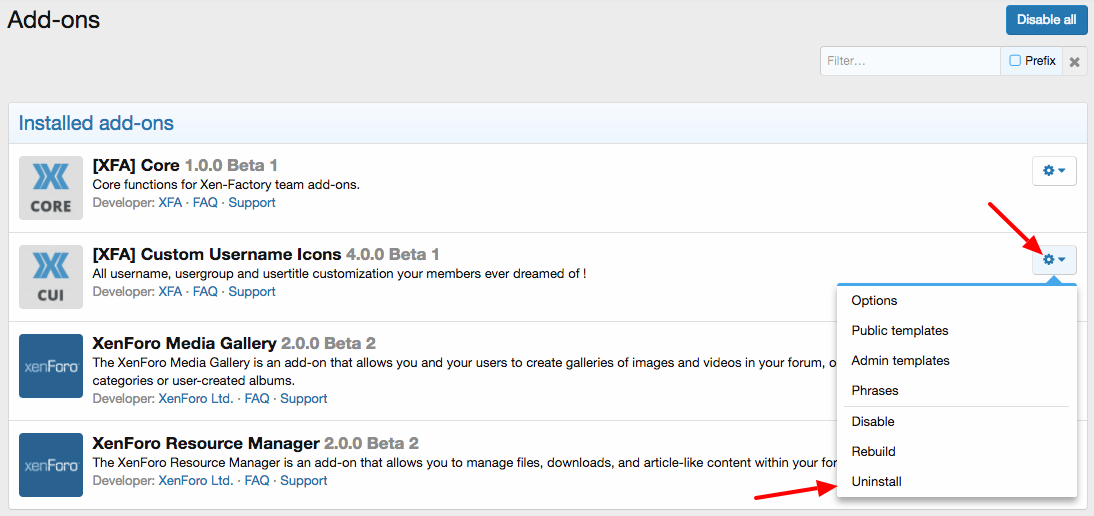 Add-ons
Disable all
Filter...
Prefix
Installed add-ons
CORE
[XFA] Core 1.0.0 Beta 1
Core functions for Xen-Factory team add-ons.
Developer: XFA · FAQ · Support
CUI
[XFA] Custom Username Icons 4.0.0 Beta 1
All username, usergroup and usertitle customization your members ever dreamed of !
Developer: XFA · FAQ · Support
Options
Public templates
Admin templates
Phrases
Disable
Rebuild
Uninstall
xenForo
XenForo Media Gallery 2.0.0 Beta 2
The XenForo Media Gallery is an add-on that allows you and your users to create galleries of images and videos in your forum, o
categories or user-created albums.
Developer: XenForo Ltd. · FAQ · Support
xenForo
XenForo Resource Manager 2.0.0 Beta 2
The XenForo Resource Manager is an add-on that allows you to manage files, downloads, and article-like content within your for
Developer: XenForo Ltd. · FAQ · Support